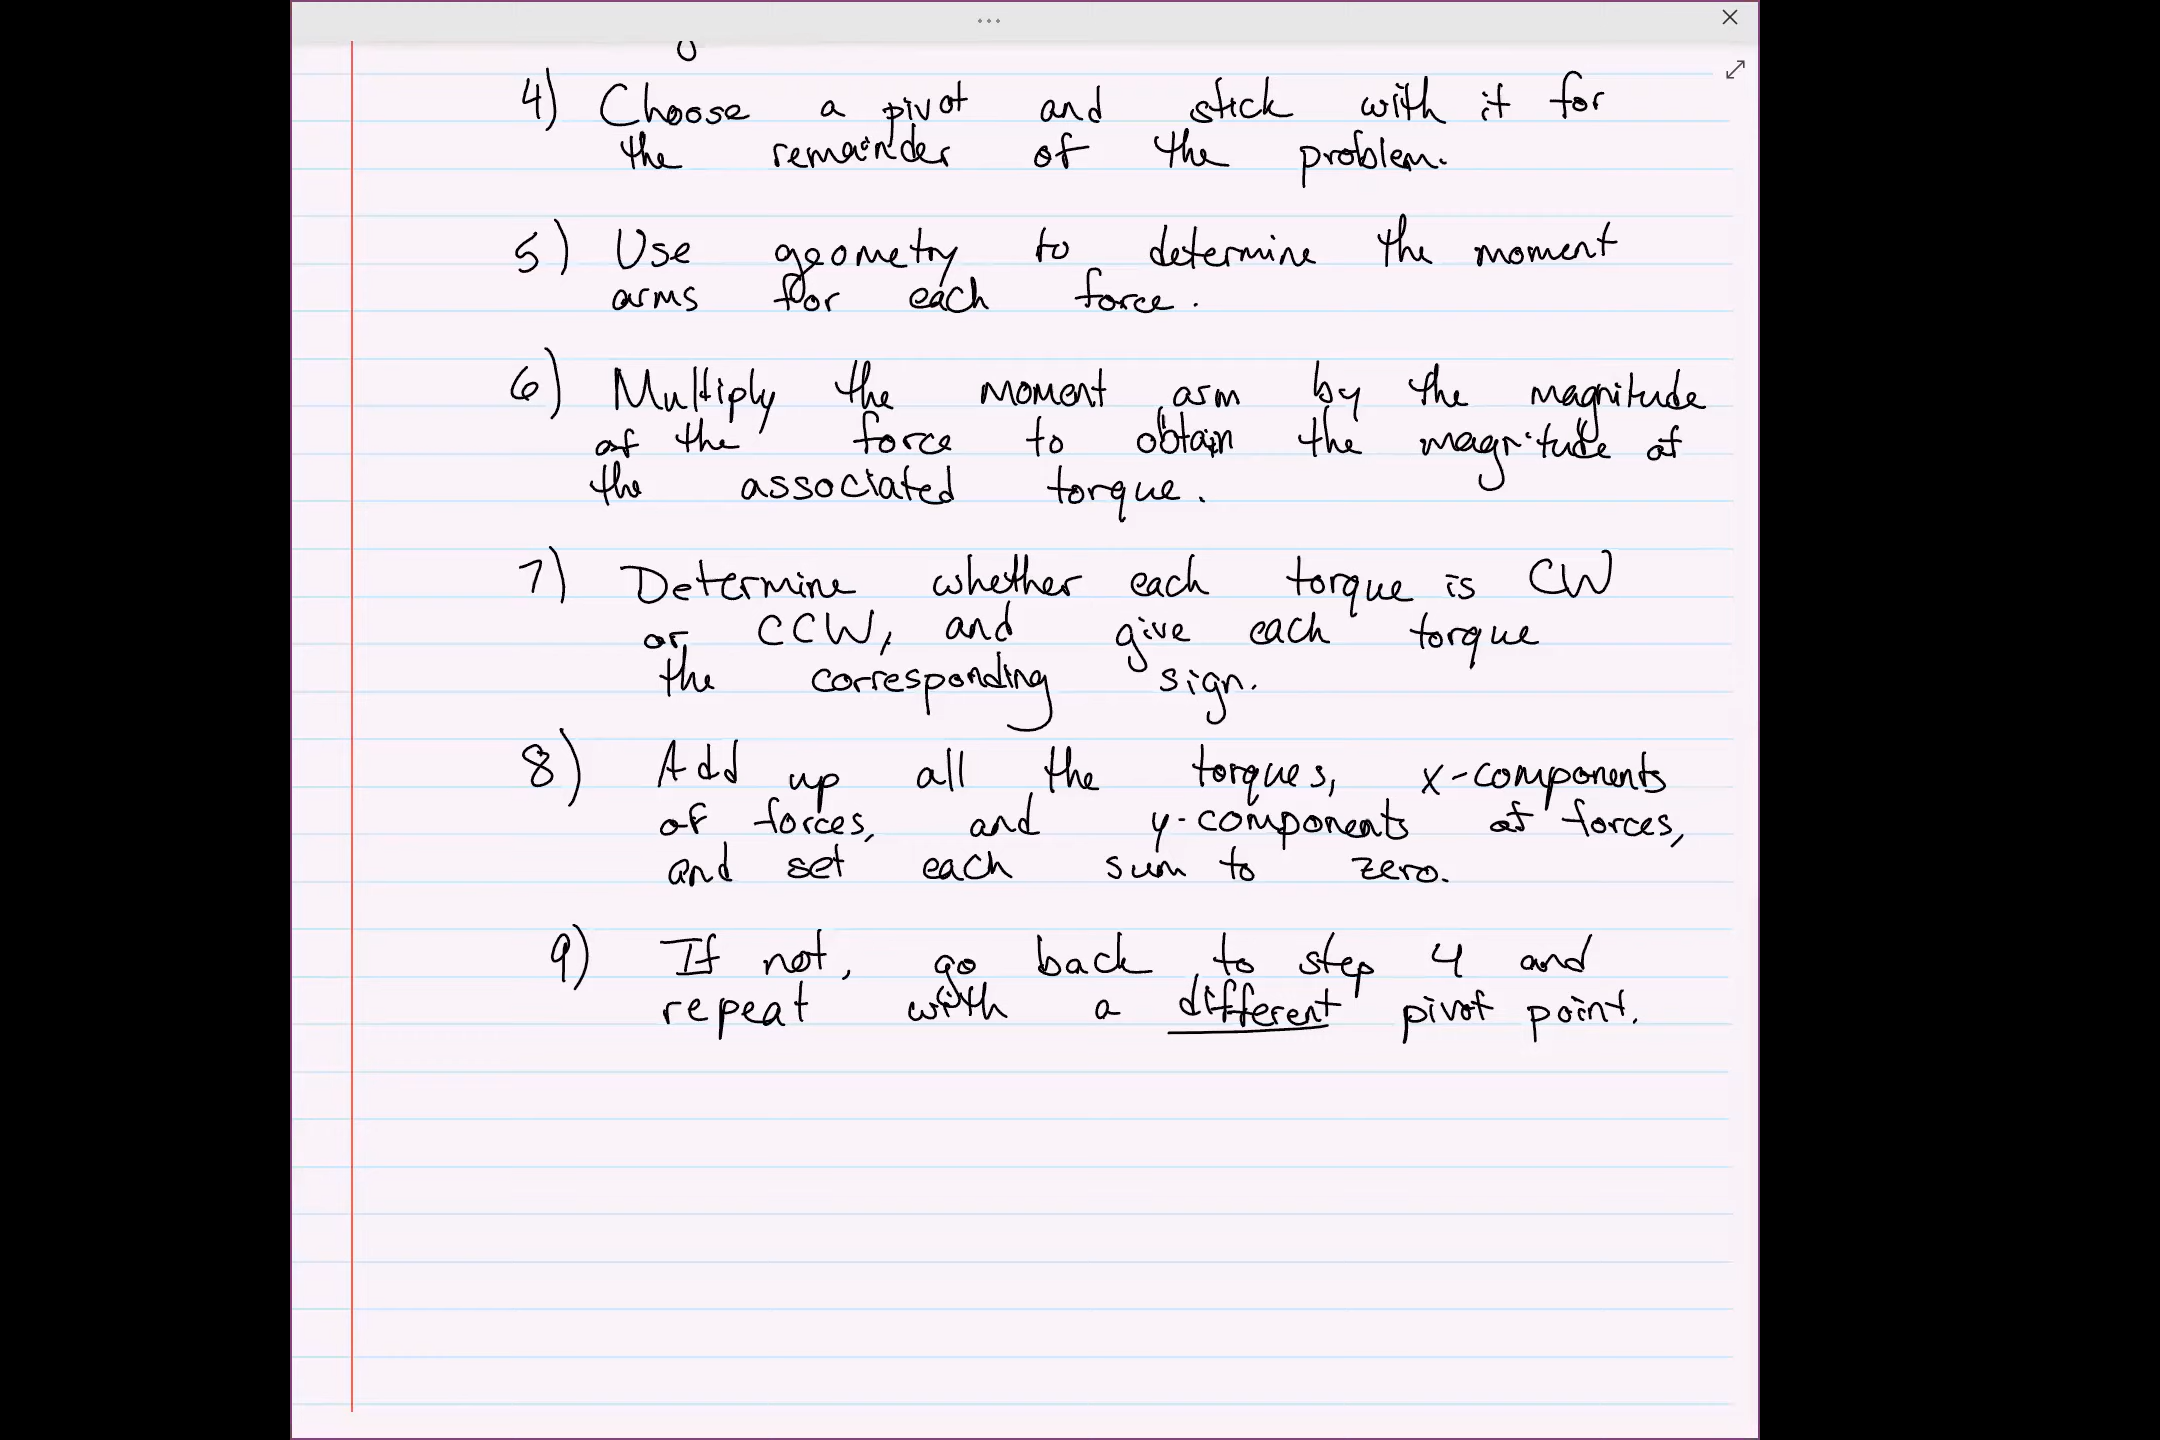 4) Choose a pivot and stick with it for
the remainder of the problem.
5) Use geometry to determine the moment
arms for each force.
6) Multiply the moment arm by the magnitude
of the force to obtain the magnitude of
the associated torque.
7) Determine whether each torque is CW
or CCW, and give each torque
the corresponding sign.
8) Add up all the torques, x-components
of forces, and y-components of forces,
and set each sum to zero.
9) If not, go back to step 4 and
repeat with a different pivot point.